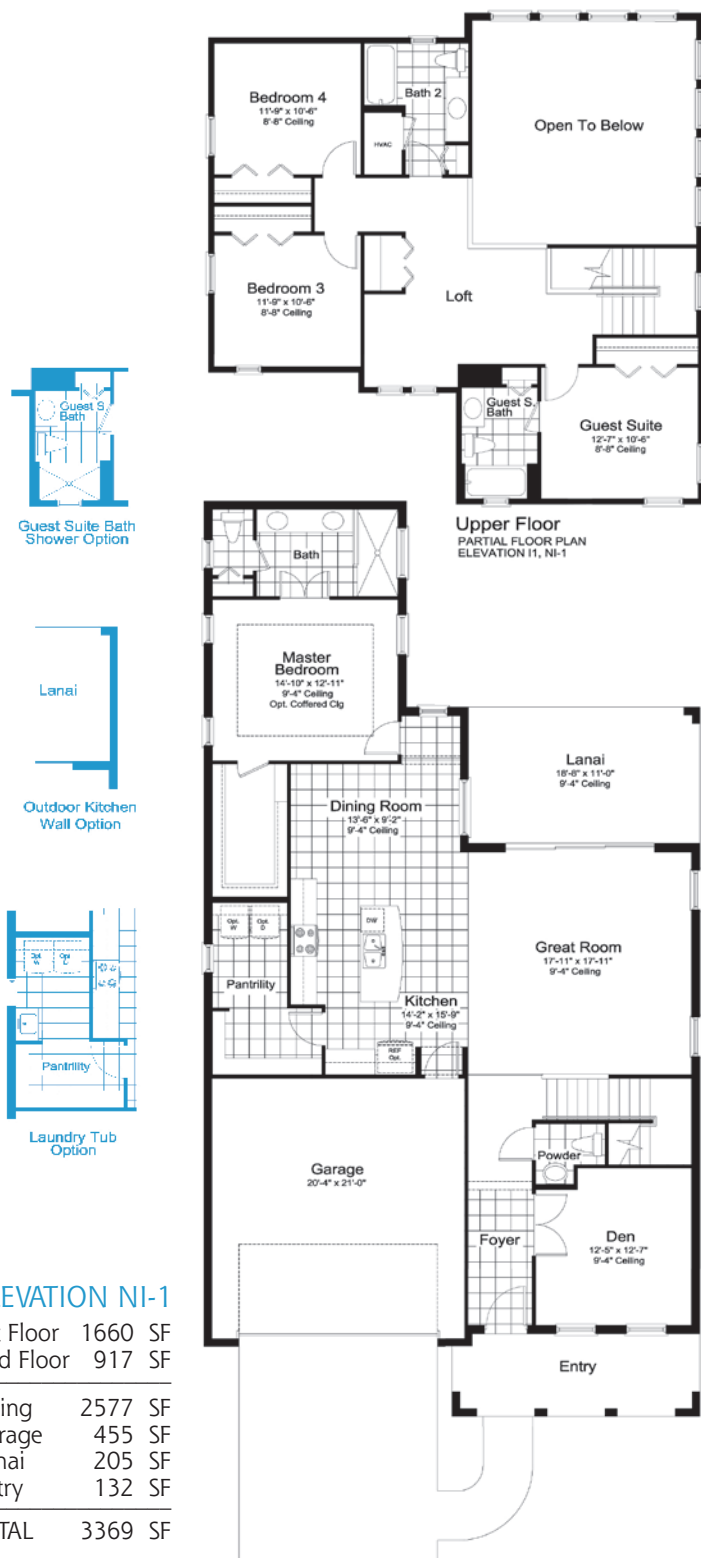 Bedroom 4
11'-9" x 10'-6"
8'-8" Ceiling
Bath 2
HVAC
Open To Below
Bedroom 3
11'-9" x 10'-6"
8'-8" Ceiling
Loft
Guest S.
Bath
Guest Suite
12'-7" x 10'-6"
8'-8" Ceiling
Upper Floor
PARTIAL FLOOR PLAN
ELEVATION I1, NI-1
Guest S.
Bath
Guest Suite Bath
Shower Option
Bath
Master
Bedroom
14'-10" x 12'-11"
9'-4" Ceiling
Opt. Coffered Clg
Lanai
Outdoor Kitchen
Wall Option
Lanai
18'-8" x 11'-0"
9'-4" Ceiling
Dining Room
13'-6" x 9'-2"
9'-4" Ceiling
Opt. W
Opt. D
DW
Pantrility
Great Room
17'-11" x 17'-11"
9'-4" Ceiling
Kitchen
14'-2" x 15'-9"
9'-4" Ceiling
REF
Opt.
Pantrility
Laundry Tub
Option
Powder
Garage
20'-4" x 21'-0"
Foyer
Den
12'-5" x 12'-7"
9'-4" Ceiling
Entry
EVATION NI-1
Floor 1660 SF
d Floor 917 SF
ing 2577 SF
rage 455 SF
nai 205 SF
try 132 SF
TAL 3369 SF